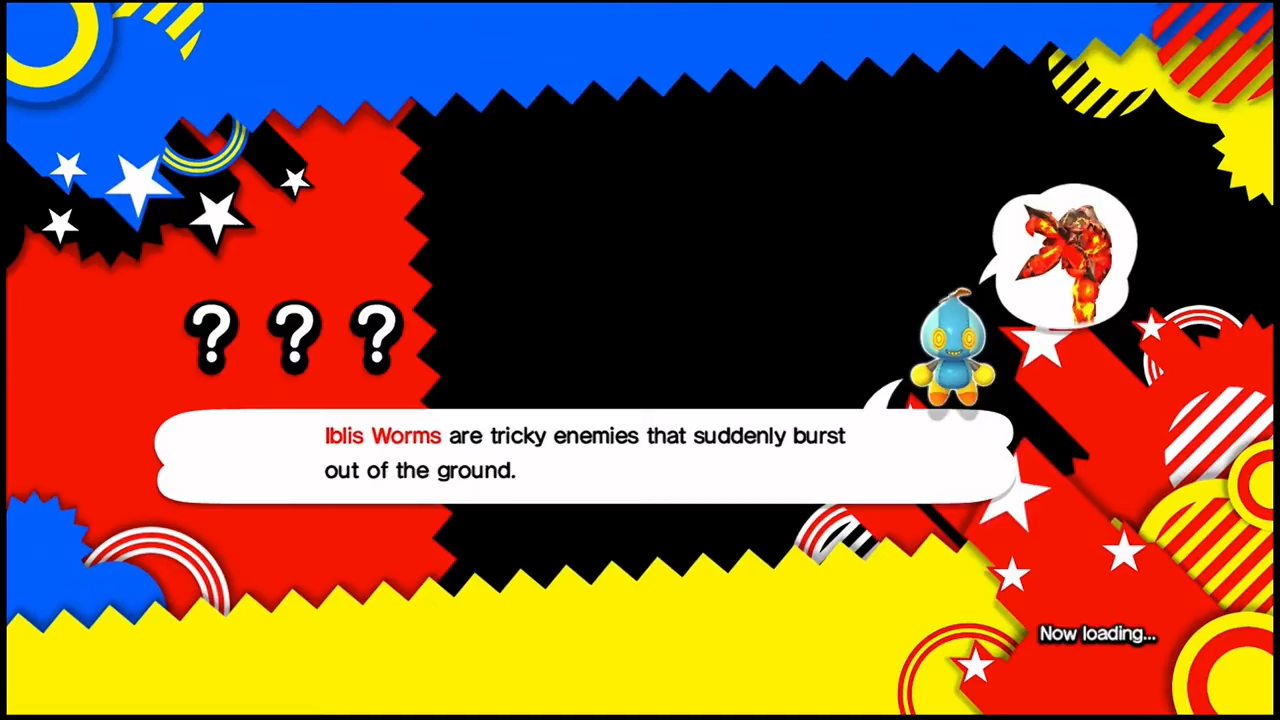 ? ? ?
Iblis Worms are tricky enemies that suddenly burst
out of the ground.
Now loading...